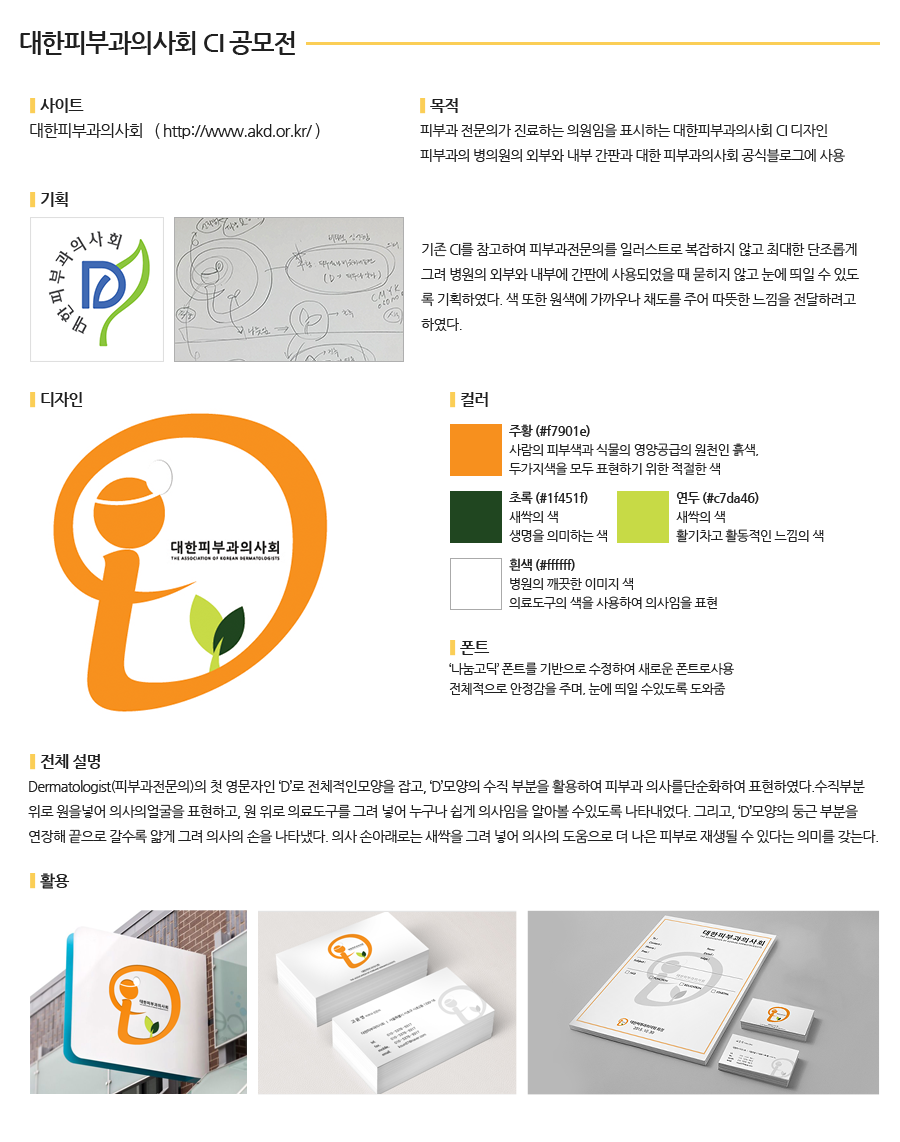 대한피부과의사회 CI 공모전
사이트
대한피부과의사회 ( http://www.akd.or.kr/ )
목적
피부과 전문의가 진료하는 의원임을 표시하는 대한피부과의사회 CI 디자인
피부과의 병의원의 외부와 내부 간판과 대한 피부과의사회 공식블로그에 사용
기획
대한피부과의사회
D
CMYK
기존 CI를 참고하여 피부과전문의를 일러스트로 복잡하지 않고 최대한 단조롭게
그려 병원의 외부와 내부에 간판에 사용되었을 때 묻히지 않고 눈에 띄일 수 있도
록 기획하였다. 색 또한 원색에 가까우나 채도를 주어 따뜻한 느낌을 전달하려고
하였다.
디자인
대한피부과의사회
THE ASSOCIATION OF KOREAN DERMATOLOGISTS
컬러
주황 (#f7901e)
사람의 피부색과 식물의 영양공급의 원천인 흙색,
두가지색을 모두 표현하기 위한 적절한 색
초록 (#1f451f)
새싹의 색
생명을 의미하는 색
연두 (#c7da46)
새싹의 색
활기차고 활동적인 느낌의 색
흰색 (#ffffff)
병원의 깨끗한 이미지 색
의료도구의 색을 사용하여 의사임을 표현
폰트
‘나눔고딕’ 폰트를 기반으로 수정하여 새로운 폰트로사용
전체적으로 안정감을 주며, 눈에 띄일 수있도록 도와줌
전체 설명
Dermatologist(피부과전문의)의 첫 영문자인 ‘D’로 전체적인모양을 잡고, ‘D’모양의 수직 부분을 활용하여 피부과 의사를단순화하여 표현하였다.수직부분
위로 원을넣어 의사의얼굴을 표현하고, 원 위로 의료도구를 그려 넣어 누구나 쉽게 의사임을 알아볼 수있도록 나타내었다. 그리고, ‘D’모양의 둥근 부분을
연장해 끝으로 갈수록 얇게 그려 의사의 손을 나타냈다. 의사 손아래로는 새싹을 그려 넣어 의사의 도움으로 더 나은 피부로 재생될 수 있다는 의미를 갖는다.
활용
대한피부과의사회
대한피부과의사회